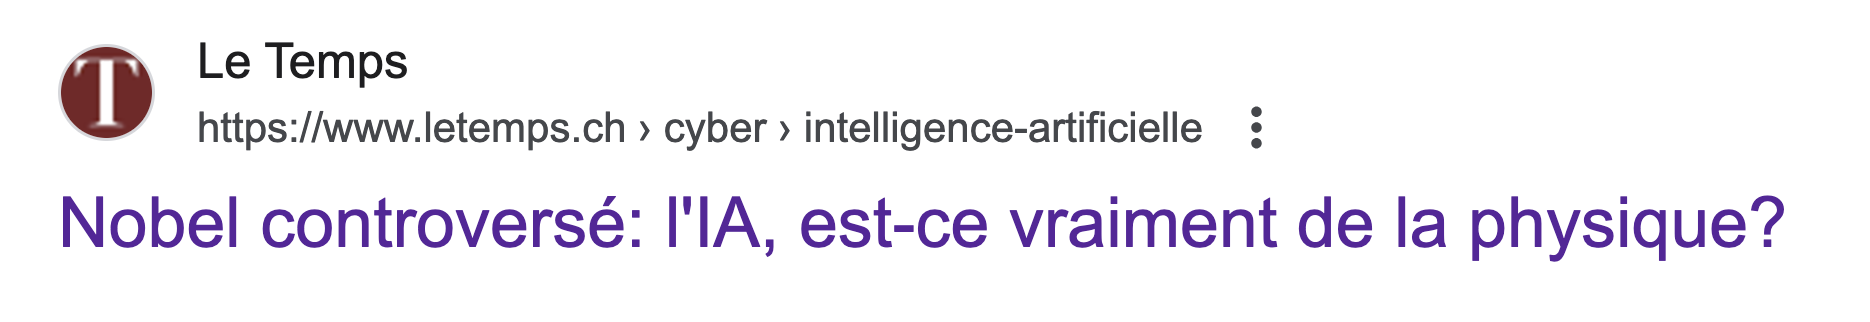 T
Le Temps
https://www.letemps.ch › cyber › intelligence-artificielle
Nobel controversé: l'IA, est-ce vraiment de la physique?